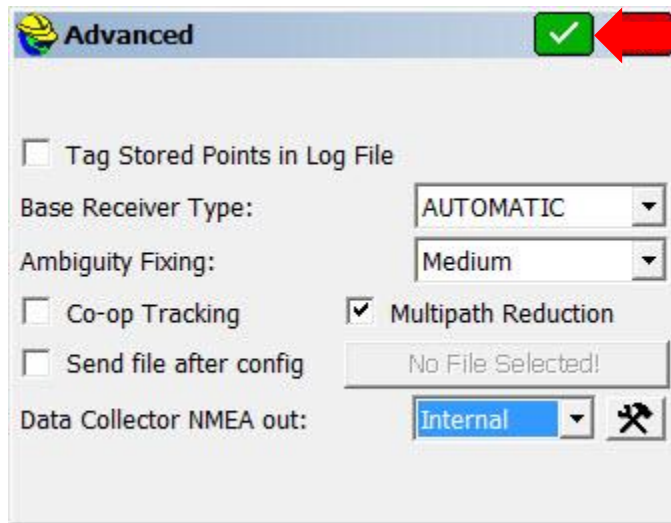 Advanced
Tag Stored Points in Log File
Base Receiver Type: AUTOMATIC
Ambiguity Fixing: Medium
Co-op Tracking Multipath Reduction
Send file after config No File Selected!
Data Collector NMEA out: Internal